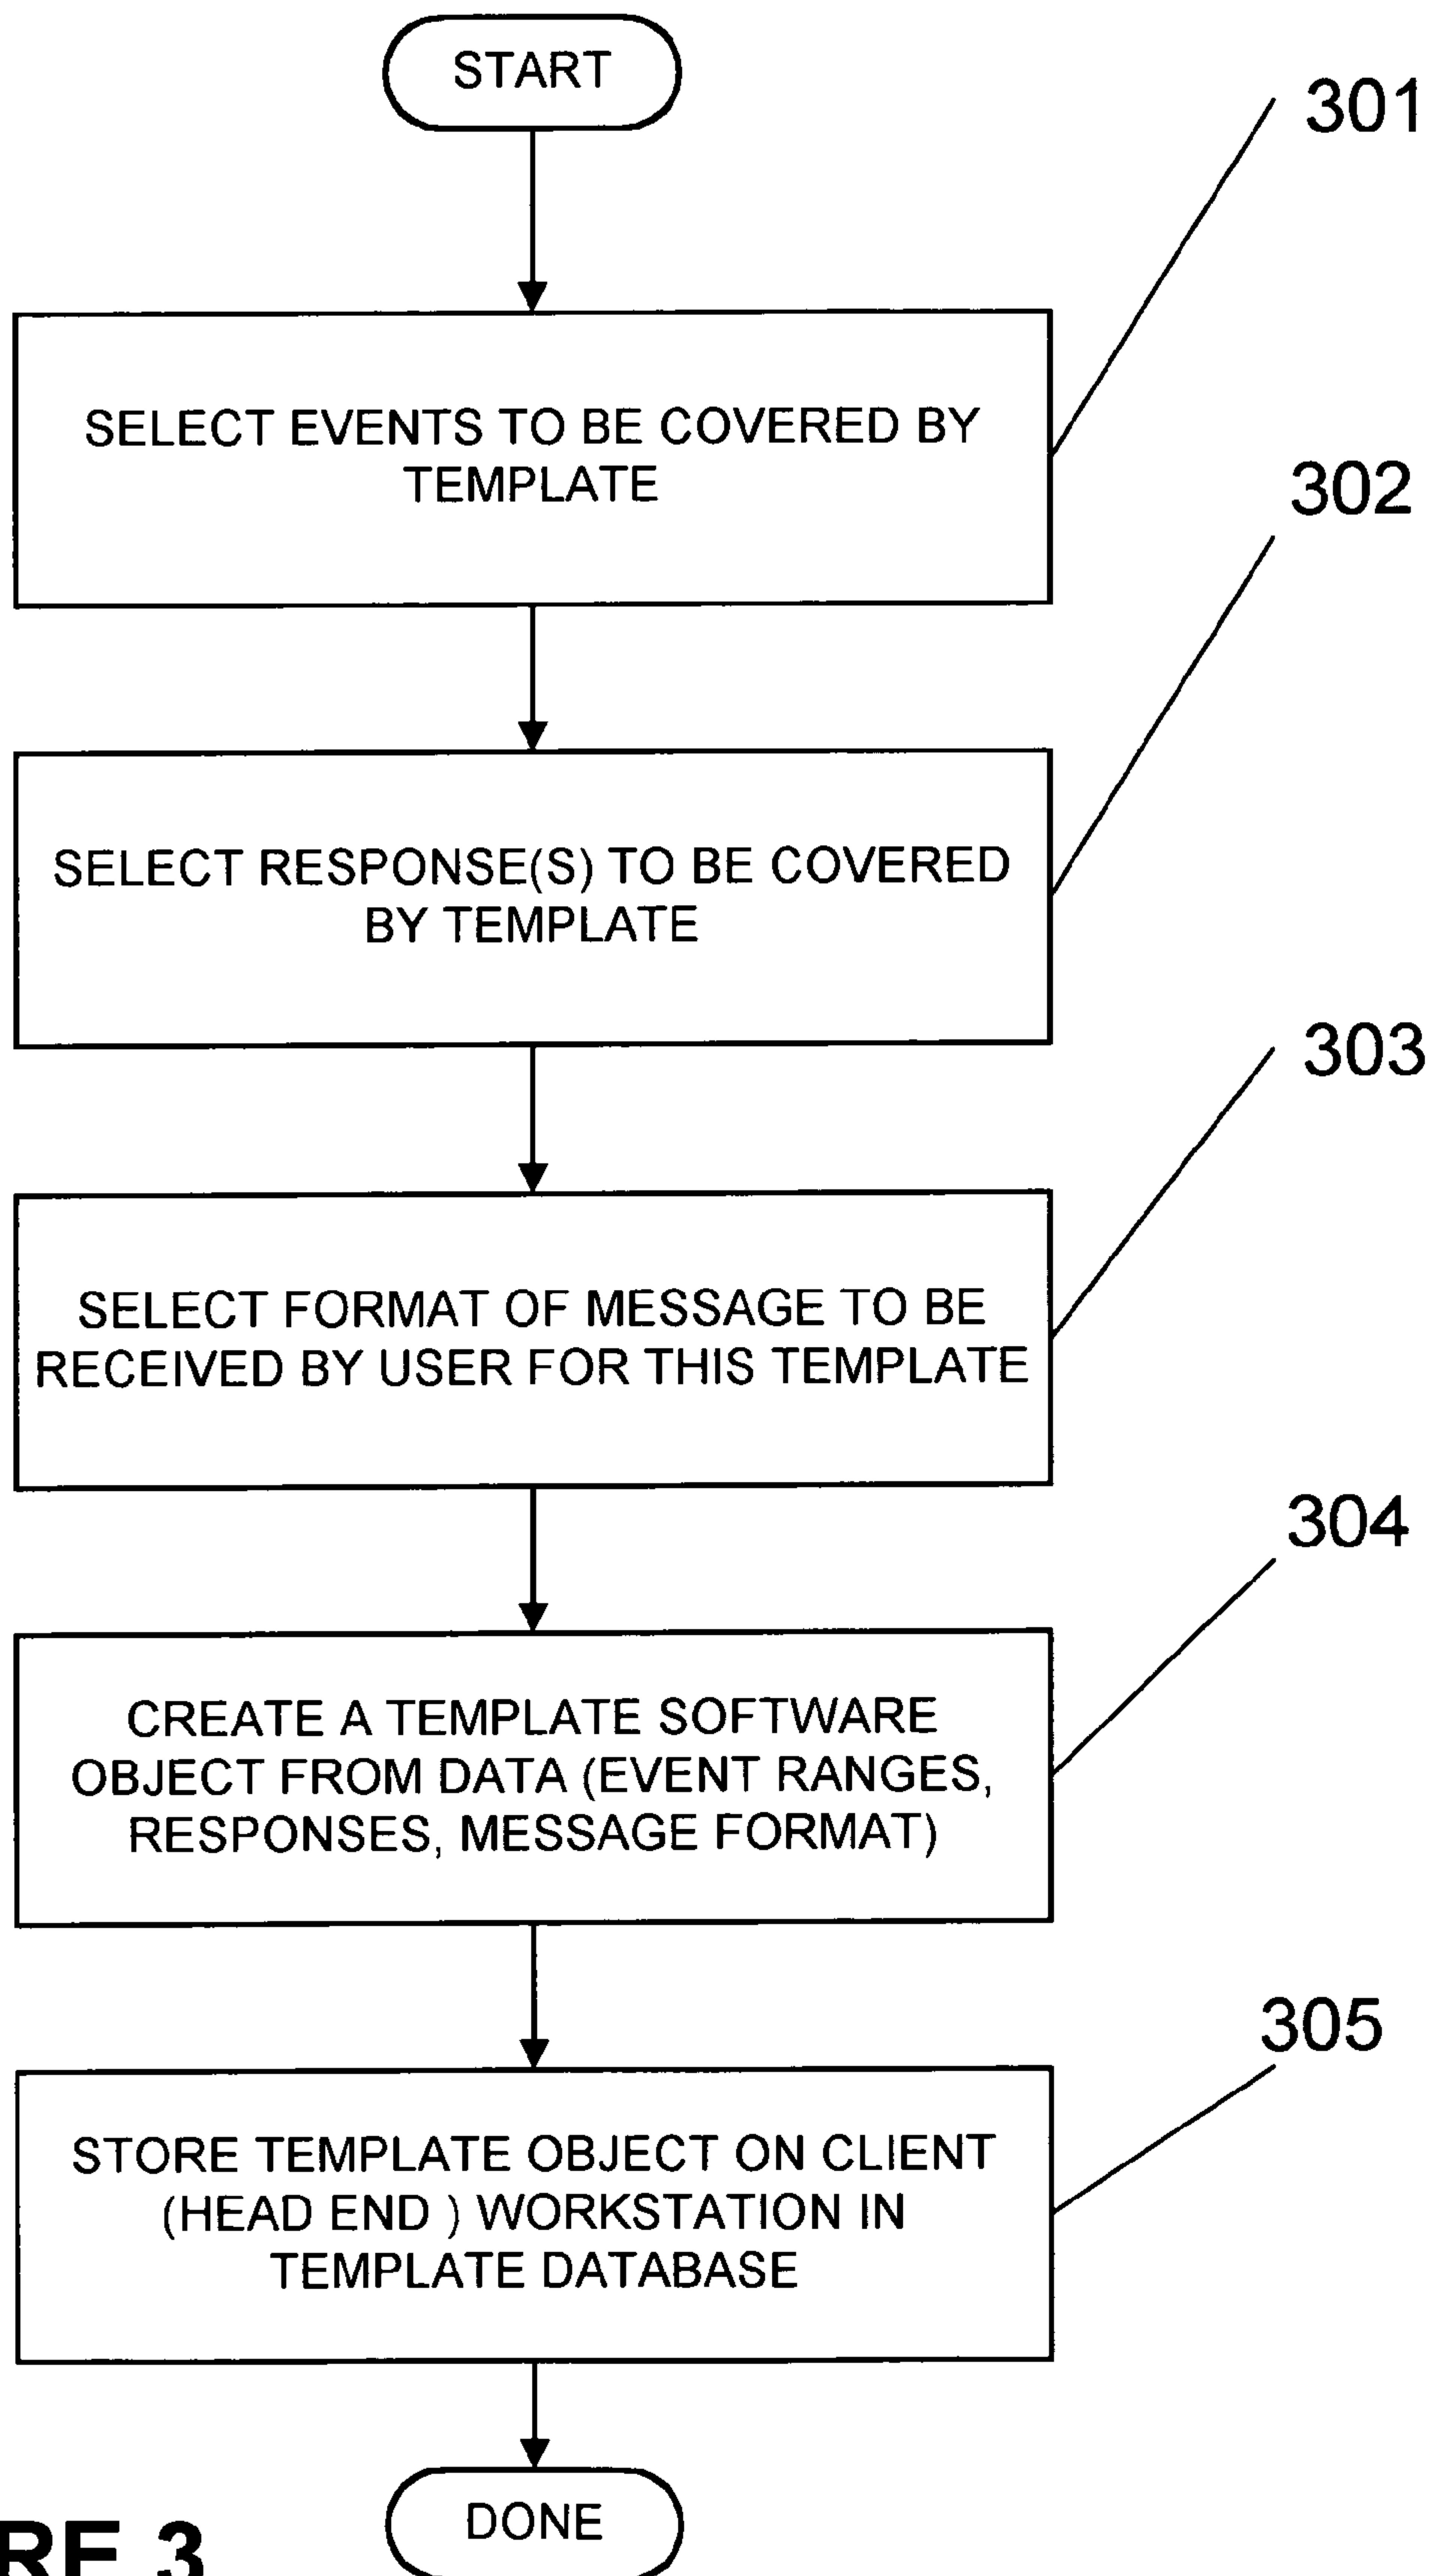 START
301
SELECT EVENTS TO BE COVERED BY
TEMPLATE
302
SELECT RESPONSE(S) TO BE COVERED
BY TEMPLATE
303
SELECT FORMAT OF MESSAGE TO BE
RECEIVED BY USER FOR THIS TEMPLATE
304
CREATE A TEMPLATE SOFTWARE
OBJECT FROM DATA (EVENT RANGES,
RESPONSES, MESSAGE FORMAT)
305
STORE TEMPLATE OBJECT ON CLIENT
(HEAD END ) WORKSTATION IN
TEMPLATE DATABASE
DONE
RE 3